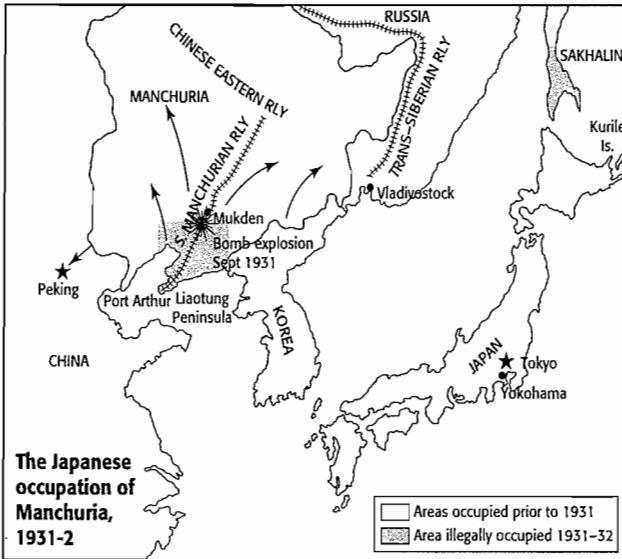 RUSSIA
SAKHALIN
CHINESE EASTERN RLY
MANCHURIA
Kurile
Is.
S. MANCHURIAN RLY
TRANS–SIBERIAN RLY
Vladivostock
Mukden
Bomb explosion
Sept 1931
Peking
Port Arthur
Liaotung
Peninsula
KOREA
CHINA
JAPAN
Tokyo
Yokohama
The Japanese
occupation of
Manchuria,
1931-2
Areas occupied prior to 1931
Area illegally occupied 1931–32